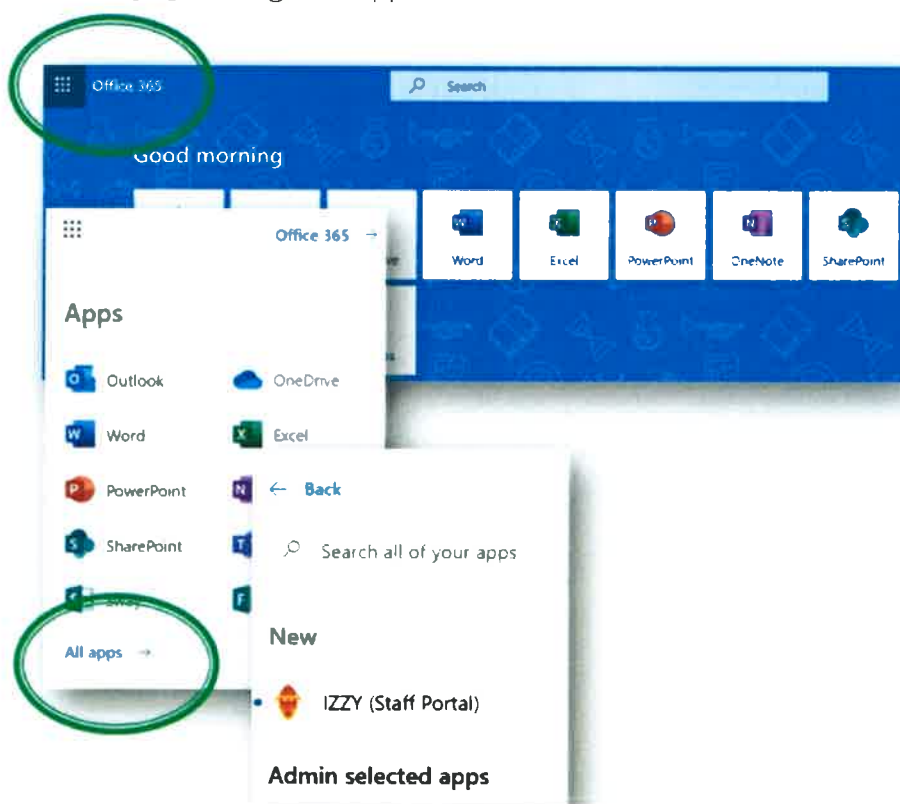 Office 365
Search
Good morning
Word
Excel
PowerPoint
OneNote
SharePoint
Office 365 →
Apps
Outlook
OneDrive
Word
Excel
PowerPoint
SharePoint
All apps →
← Back
Search all of your apps
New
IZZY (Staff Portal)
Admin selected apps